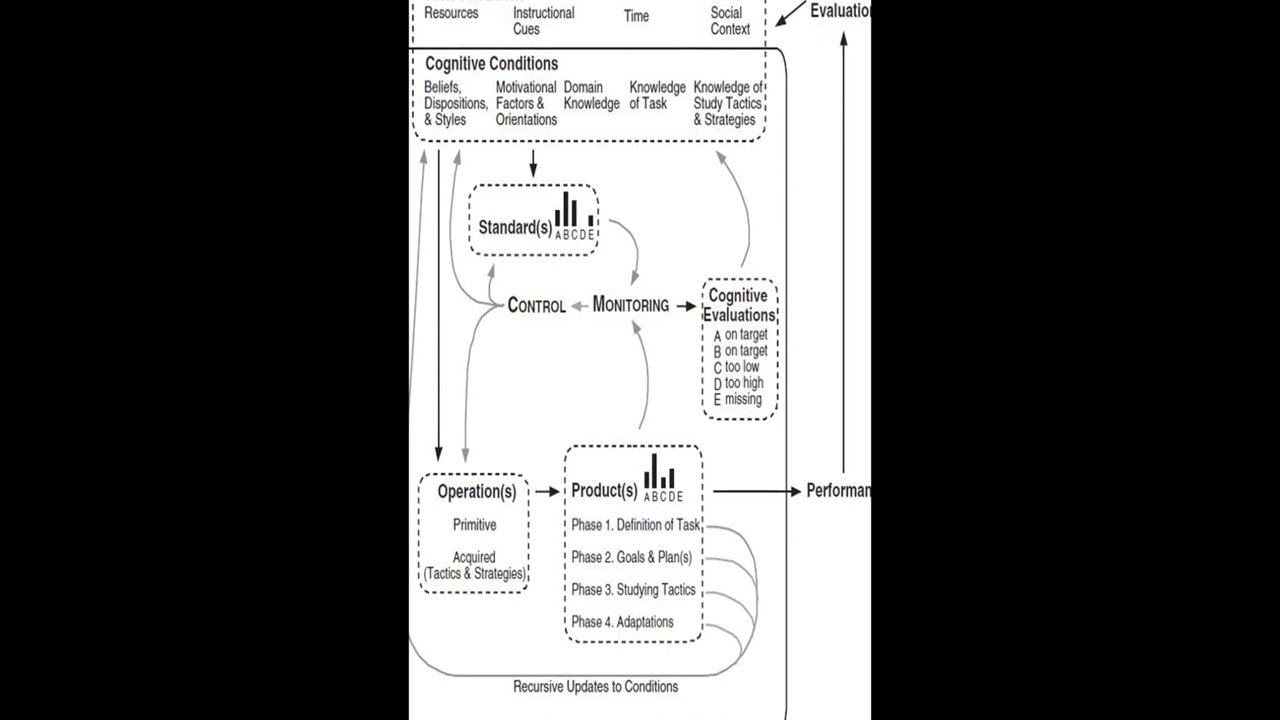 Resources
Instructional
Cues
Time
Social
Context
Cognitive Conditions
Beliefs,
Dispositions,
& Styles
Motivational
Factors &
Orientations
Domain
Knowledge
Knowledge
of Task
Knowledge of
Study Tactics
& Strategies
Standard(s)
ABCDE
CONTROL
MONITORING
Cognitive
Evaluations
A on target
B on target
C too low
D too high
E missing
Operation(s)
Primitive
Acquired
(Tactics & Strategies)
Product(s)
ABCDE
Phase 1. Definition of Task
Phase 2. Goals & Plan(s)
Phase 3. Studying Tactics
Phase 4. Adaptations
Recursive Updates to Conditions
Evaluatio
Performan